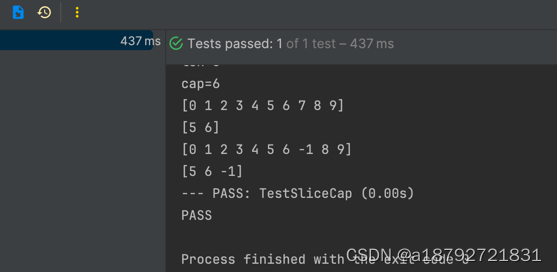 437 ms
Tests passed: 1 of 1 test – 437 ms
cap=6
[0 1 2 3 4 5 6 7 8 9]
[5 6]
[0 1 2 3 4 5 6 -1 8 9]
[5 6 -1]
--- PASS: TestSliceCap (0.00s)
PASS
Process finished with the exit code 0
CSDN @a18792721831